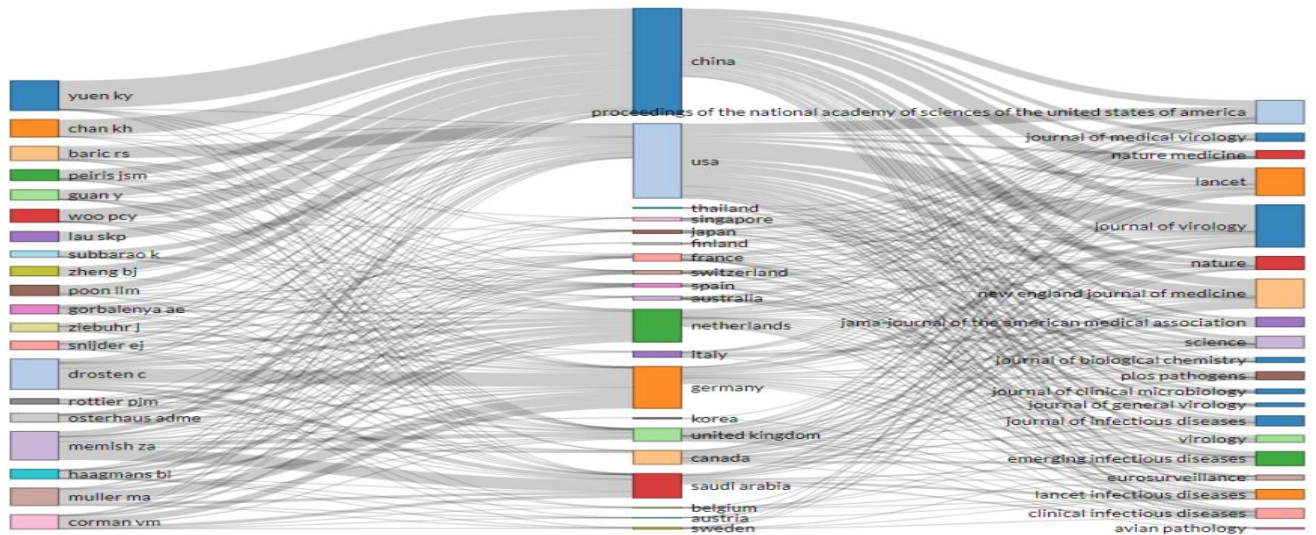 yuen ky
chan kh
baric rs
peiris jsm
guan y
woo pcy
lau skp
subbarao k
zheng bj
poon llm
gorbalenya ae
ziebuhr j
snijder ej
drosten c
rottier pjm
osterhaus adme
memish za
haagmans bl
muller ma
corman vm
china
usa
thailand
singapore
japan
finland
france
switzerland
spain
australia
netherlands
italy
germany
korea
united kingdom
canada
saudi arabia
belgium
austria
sweden
proceedings of the national academy of sciences of the united states of america
journal of medical virology
nature medicine
lancet
journal of virology
nature
new england journal of medicine
jama-journal of the american medical association
science
journal of biological chemistry
plos pathogens
journal of clinical microbiology
journal of general virology
journal of infectious diseases
virology
emerging infectious diseases
eurosurveillance
lancet infectious diseases
clinical infectious diseases
avian pathology